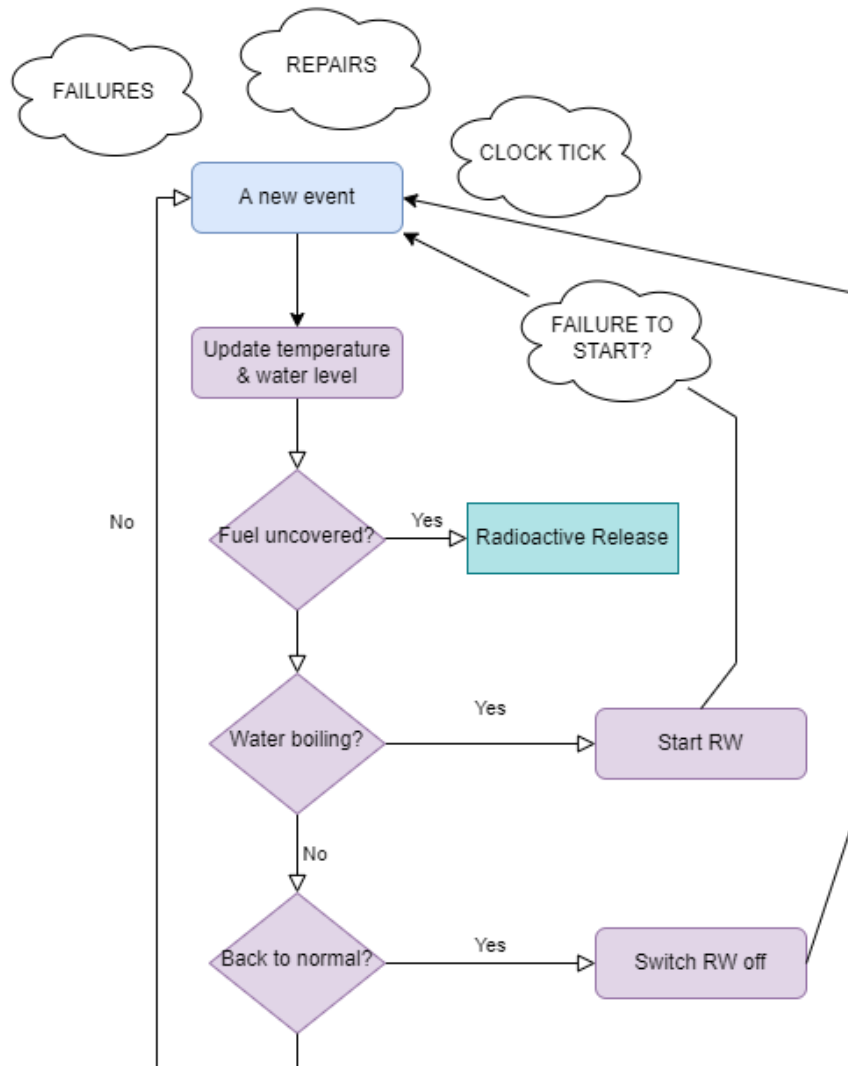 REPAIRS
FAILURES
CLOCK TICK
A new event
FAILURE TO
START?
Update temperature
& water level
No
Fuel uncovered?
Yes
Radioactive Release
Yes
Water boiling?
Start RW
No
Back to normal?
Yes
Switch RW off